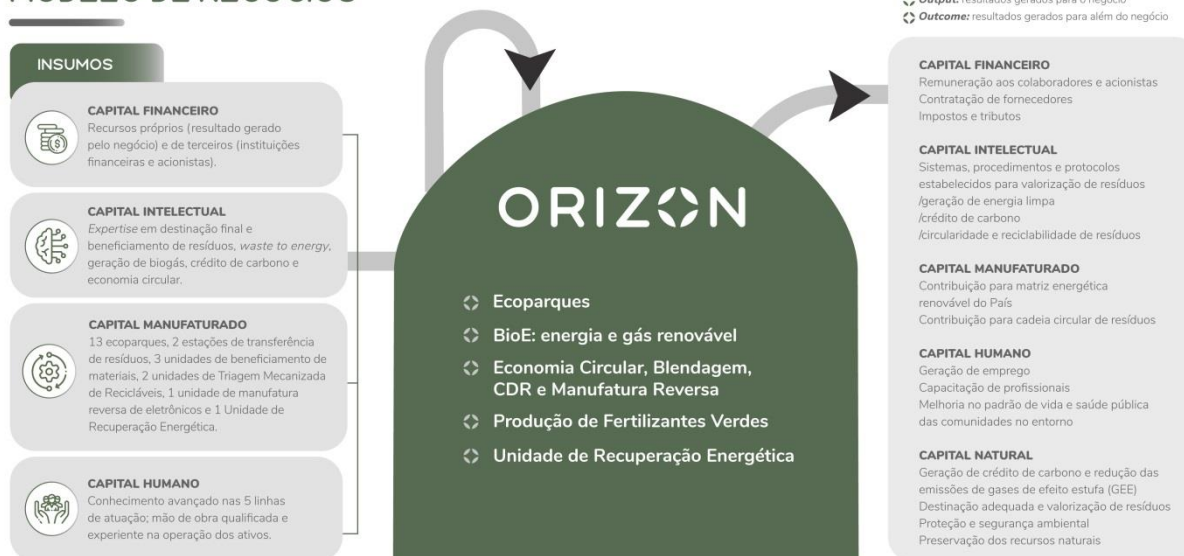 MODELO DE NEGÓCIOS
Output: resultados gerados para o negócio
Outcome: resultados gerados para além do negócio
INSUMOS
CAPITAL FINANCEIRO
Recursos próprios (resultado gerado
pelo negócio) e de terceiros (instituições
financeiras e acionistas).
CAPITAL INTELECTUAL
Expertise em destinação final e
beneficiamento de resíduos, waste to energy,
geração de biogás, crédito de carbono e
economia circular.
CAPITAL MANUFATURADO
13 ecoparques, 2 estações de transferência
de resíduos, 3 unidades de beneficiamento de
materiais, 2 unidades de Triagem Mecanizada
de Recicláveis, 1 unidade de manufatura
reversa de eletrônicos e 1 Unidade de
Recuperação Energética.
CAPITAL HUMANO
Conhecimento avançado nas 5 linhas
de atuação; mão de obra qualificada e
experiente na operação dos ativos.
ORIZON
Ecoparques
BioE: energia e gás renovável
Economia Circular, Blendagem,
CDR e Manufatura Reversa
Produção de Fertilizantes Verdes
Unidade de Recuperação Energética
CAPITAL FINANCEIRO
Remuneração aos colaboradores e acionistas
Contratação de fornecedores
Impostos e tributos
CAPITAL INTELECTUAL
Sistemas, procedimentos e protocolos
estabelecidos para valorização de resíduos
/geração de energia limpa
/crédito de carbono
/circularidade e reciclabilidade de resíduos
CAPITAL MANUFATURADO
Contribuição para matriz energética
renovável do País
Contribuição para cadeia circular de resíduos
CAPITAL HUMANO
Geração de emprego
Capacitação de profissionais
Melhoria no padrão de vida e saúde pública
das comunidades no entorno
CAPITAL NATURAL
Geração de crédito de carbono e redução das
emissões de gases de efeito estufa (GEE)
Destinação adequada e valorização de resíduos
Proteção e segurança ambiental
Preservação dos recursos naturais